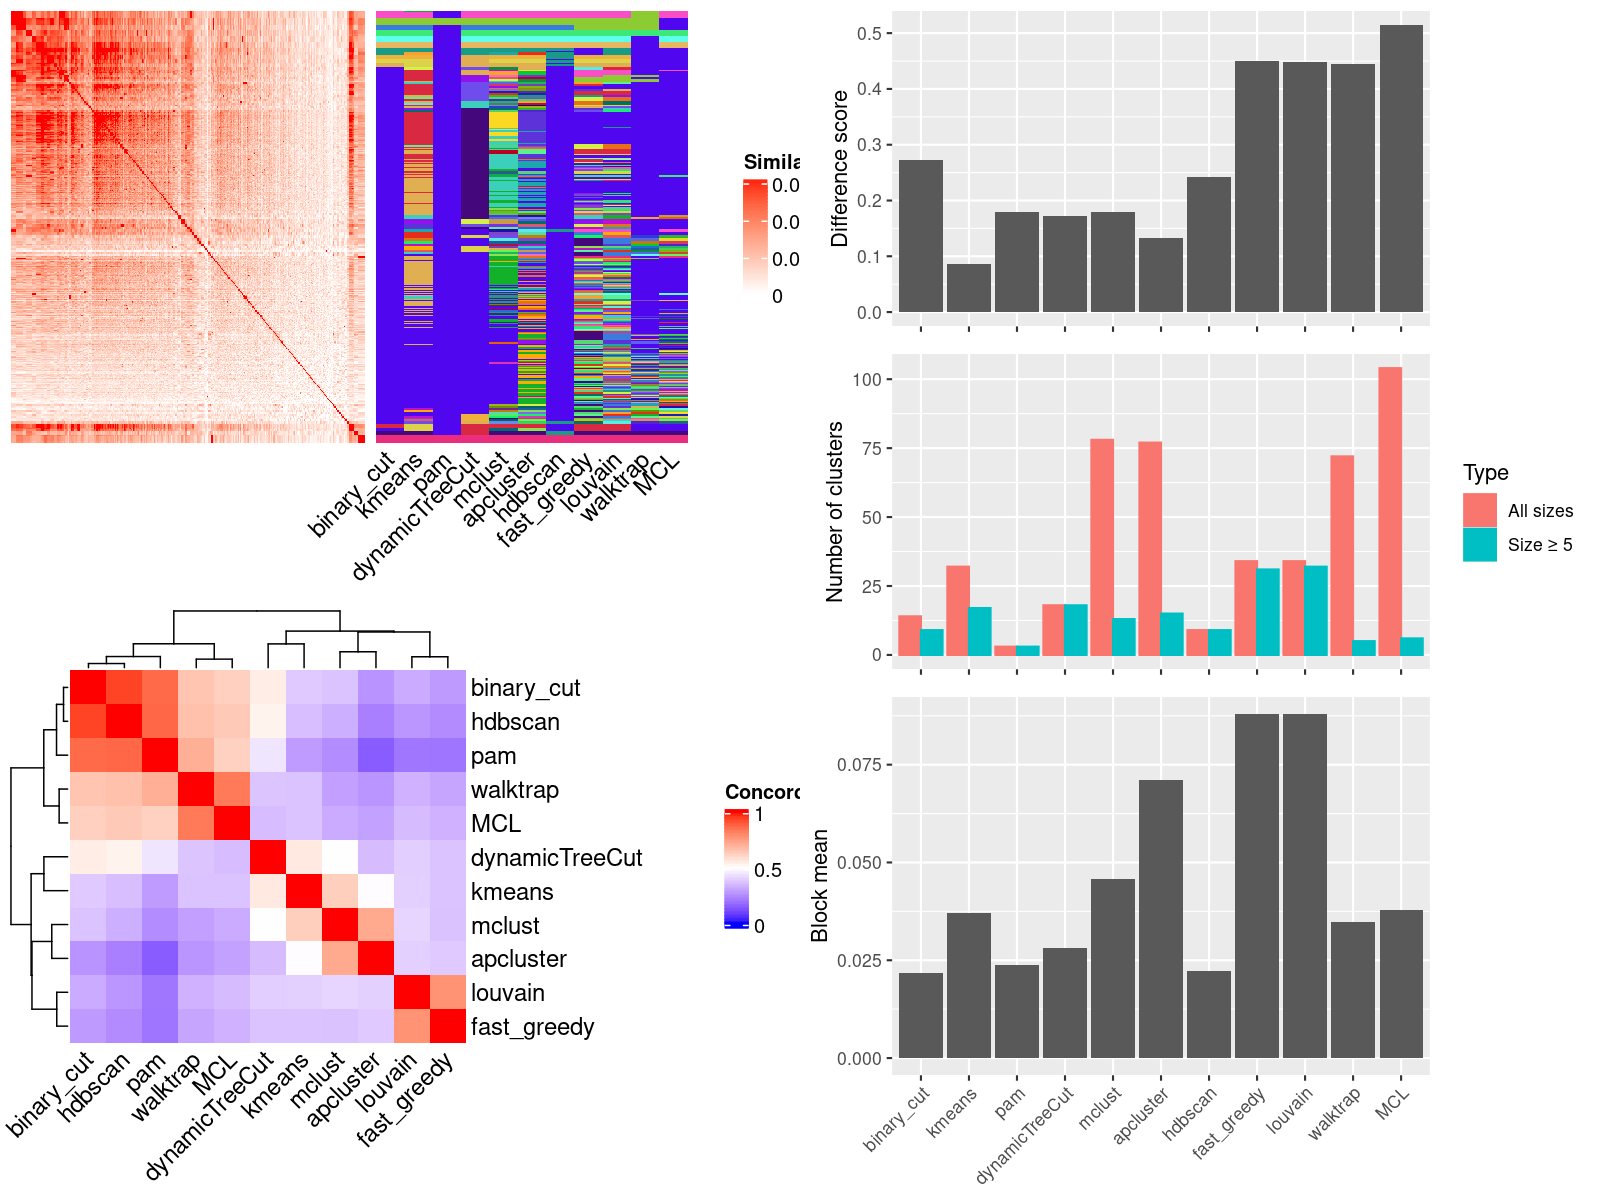 Simila
0.0
0.0
0.0
0
binary_cut
kmeans
pam
dynamicTreeCut
mclust
apcluster
hdbscan
fast_greedy
louvain
walktrap
MCL
binary_cut
hdbscan
pam
walktrap
MCL
dynamicTreeCut
kmeans
mclust
apcluster
louvain
fast_greedy
binary_cut
hdbscan
pam
walktrap
MCL
dynamicTreeCut
kmeans
mclust
apcluster
louvain
fast_greedy
Concord
1
0.5
0
Difference score
0.5
0.4
0.3
0.2
0.1
0.0
Number of clusters
100
75
50
25
0
Type
All sizes
Size ≥ 5
Block mean
0.075
0.050
0.025
0.000
binary_cut
kmeans
pam
dynamicTreeCut
mclust
apcluster
hdbscan
fast_greedy
louvain
walktrap
MCL